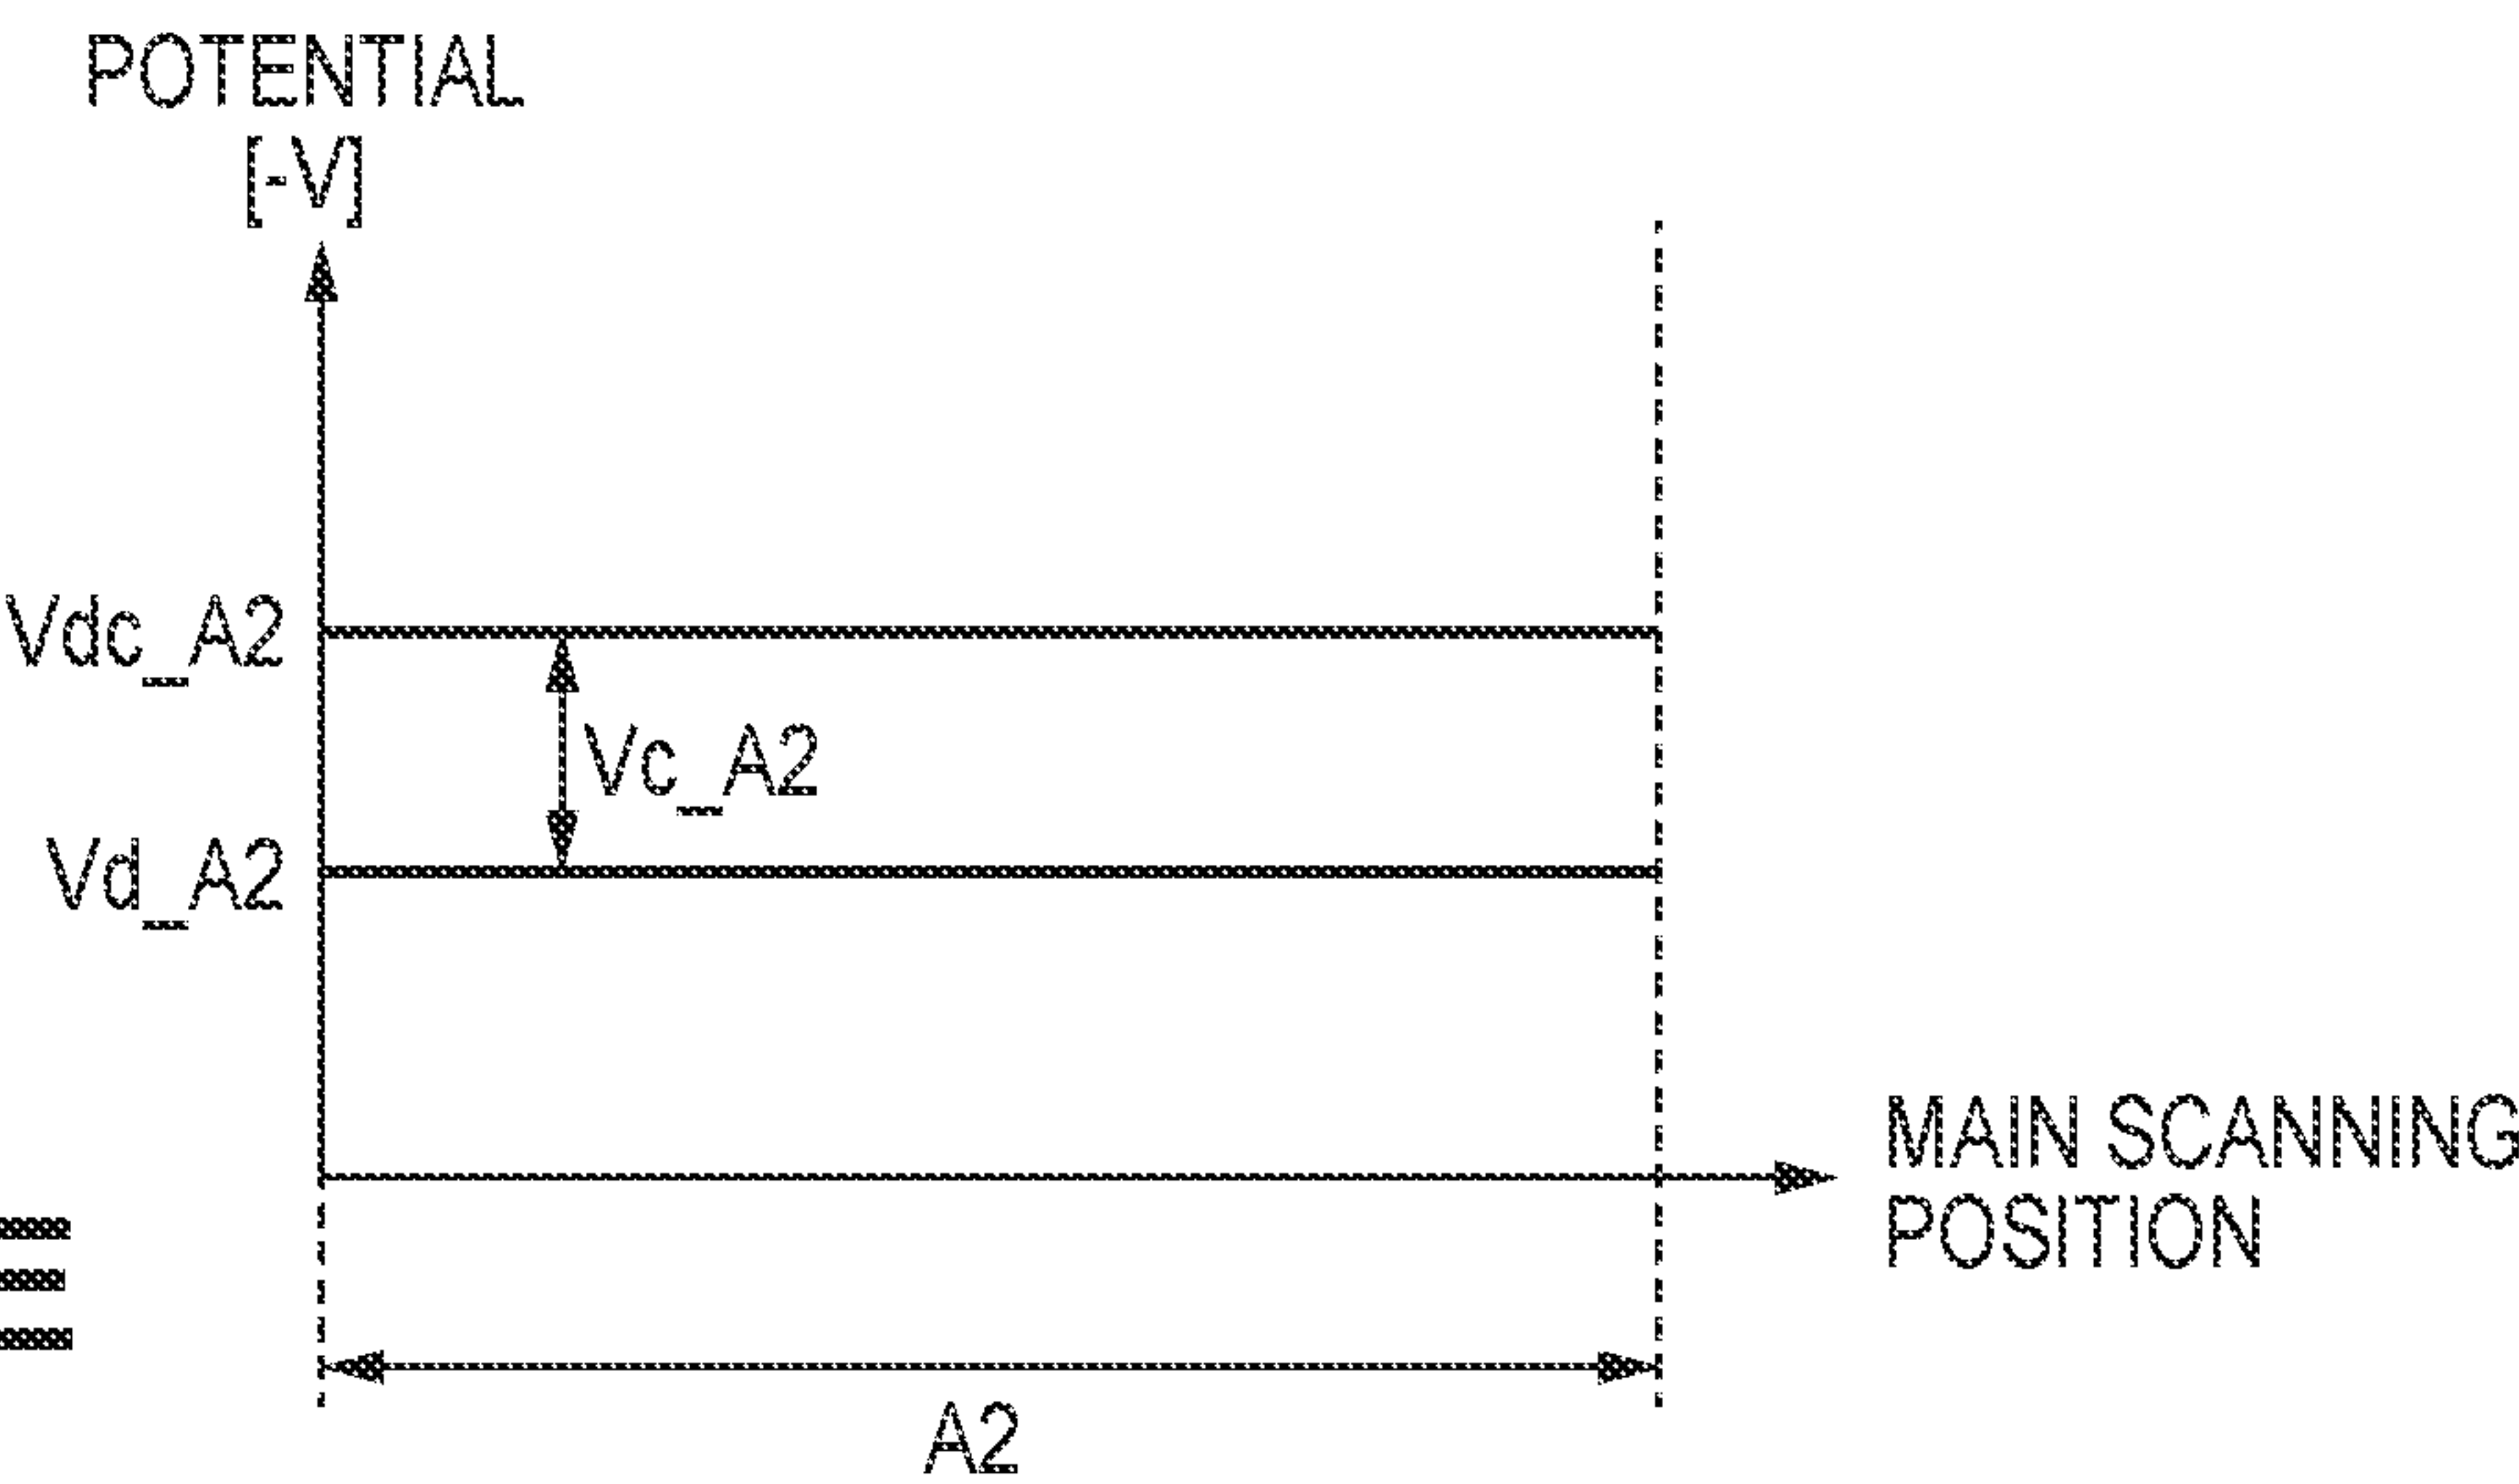 POTENTIAL
[-V]
Vdc_A2
Vc_A2
Vd_A2
MAIN SCANNING
POSITION
A2